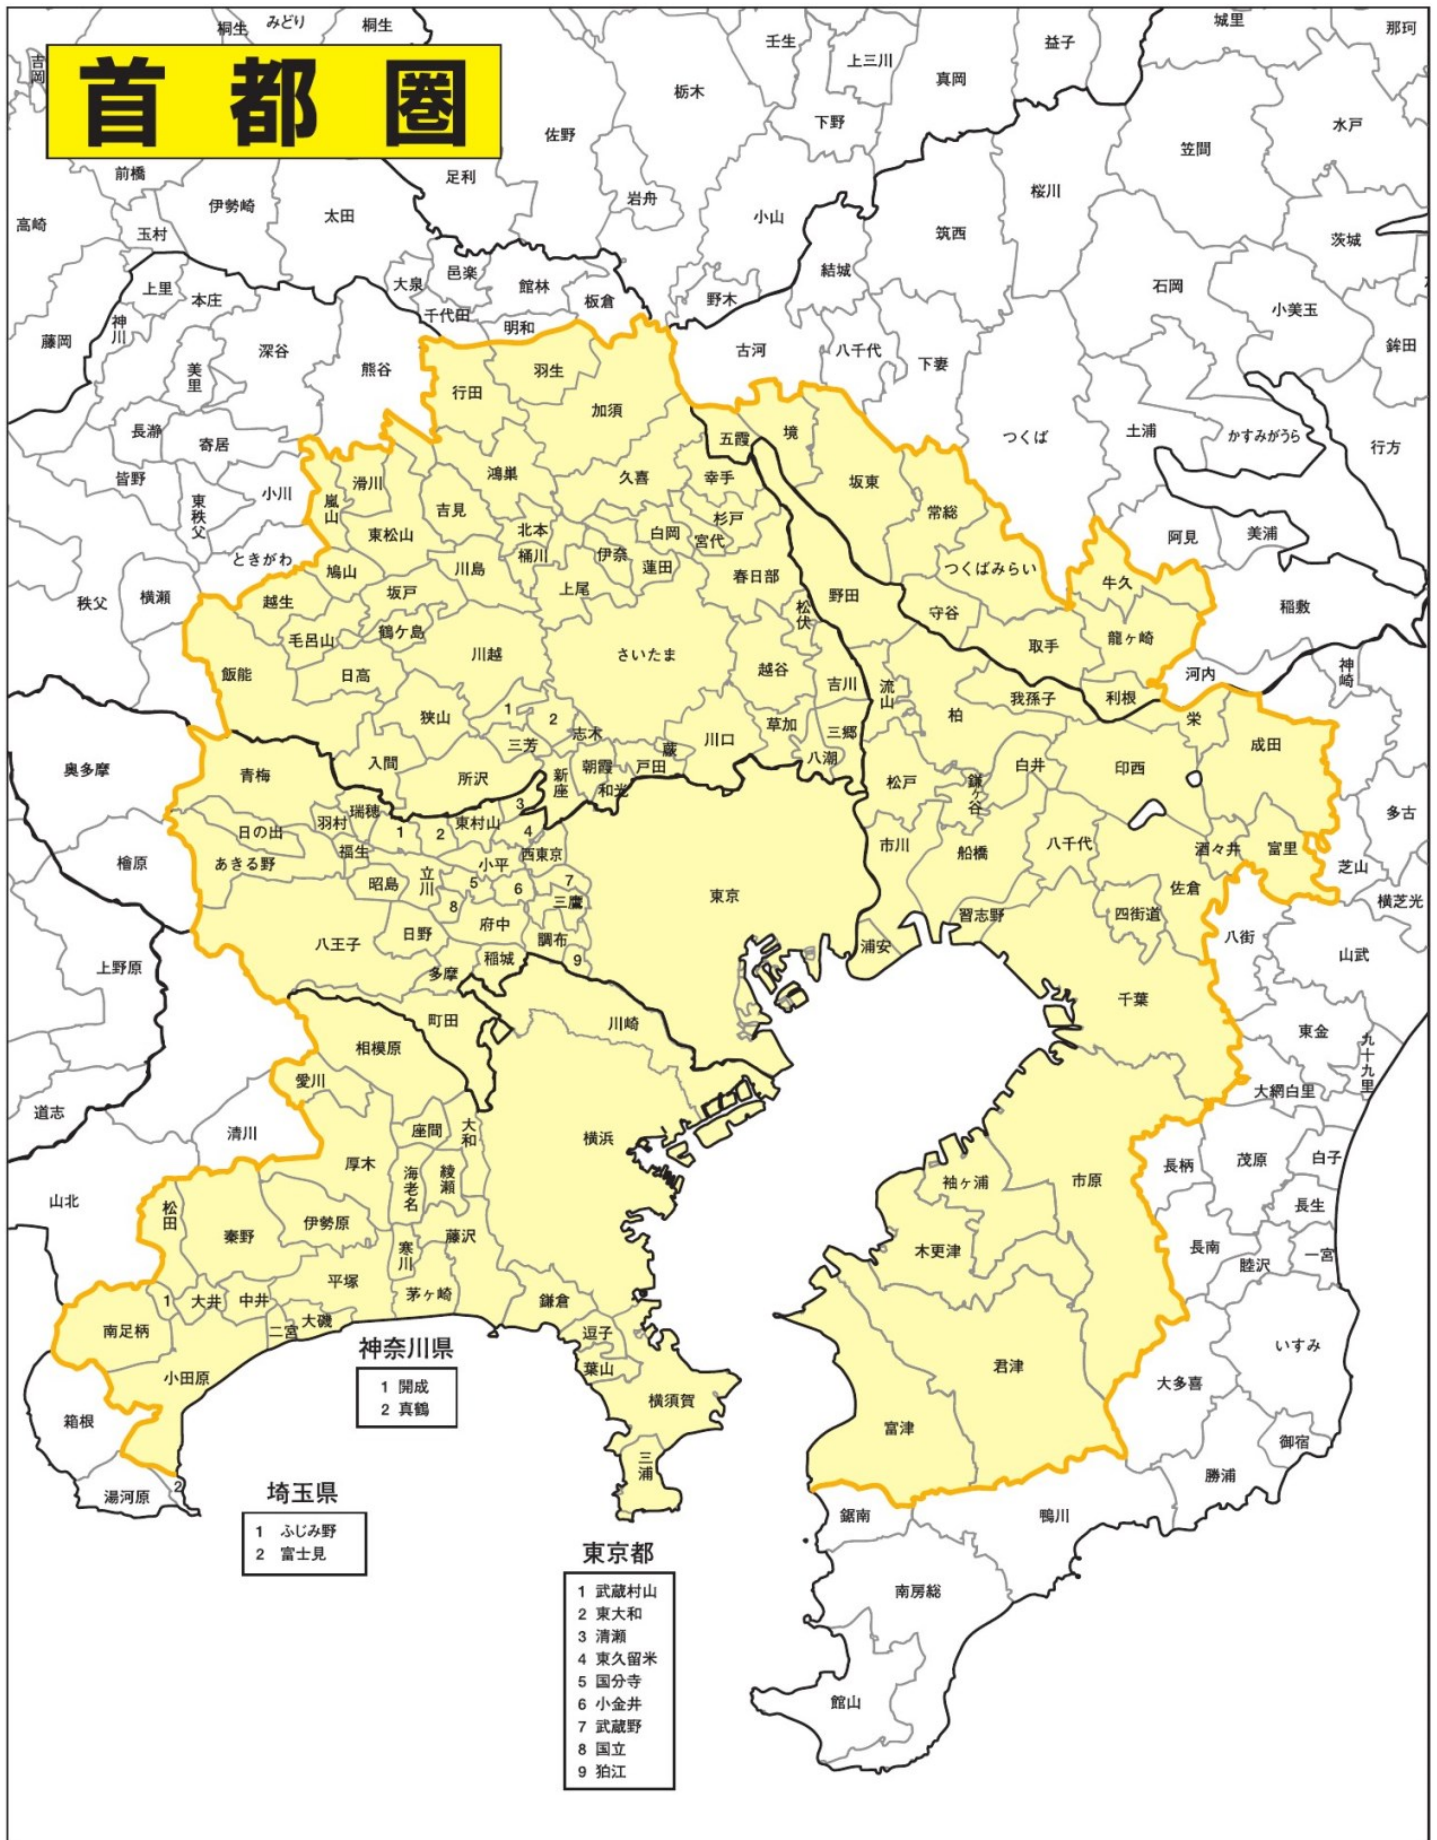 桐生
みどり
桐生
壬生
上三川
益子
城里
那珂
吉岡
首都圏
栃木
真岡
下野
佐野
水戸
笠間
前橋
足利
岩舟
桜川
伊勢崎
太田
小山
高崎
玉村
筑西
茨城
大泉
邑楽
館林
板倉
野木
結城
石岡
小美玉
上里
本庄
神川
千代田
明和
藤岡
深谷
美里
熊谷
古河
八千代
下妻
鉾田
行田
羽生
加須
長瀞
寄居
五霞
境
つくば
土浦
かすみがうら
行方
皆野
東秩父
小川
嵐山
滑川
鴻巣
久喜
幸手
坂東
吉見
常総
東松山
北本
白岡
杉戸
宮代
阿見
美浦
ときがわ
桶川
伊奈
蓮田
鳩山
川島
上尾
春日部
つくばみらい
牛久
秩父
横瀬
越生
坂戸
松伏
野田
守谷
稲敷
毛呂山
鶴ケ島
川越
さいたま
取手
龍ヶ崎
飯能
日高
越谷
吉川
流山
柏
我孫子
利根
河内
神崎
狭山
1
2
志木
草加
三郷
栄
三芳
川口
蕨
八潮
成田
奥多摩
青梅
入間
所沢
新座
朝霞
和光
戸田
松戸
鎌ヶ谷
白井
印西
瑞穂
羽村
3
多古
日の出
1
2
東村山
4
檜原
あきる野
福生
小平
西東京
市川
船橋
八千代
酒々井
富里
芝山
昭島
立川
5
6
7
三鷹
東京
佐倉
横芝光
8
府中
習志野
四街道
八王子
日野
調布
浦安
八街
山武
上野原
多摩
稲城
9
千葉
町田
川崎
東金
九十九里
相模原
愛川
大網白里
道志
清川
座間
大和
横浜
厚木
海老名
綾瀬
袖ヶ浦
市原
長柄
茂原
白子
山北
松田
秦野
伊勢原
長生
寒川
藤沢
木更津
長南
睦沢
一宮
平塚
茅ヶ崎
1
大井
中井
鎌倉
南足柄
二宮
大磯
逗子
神奈川県
1 開成
2 真鶴
葉山
いすみ
小田原
君津
大多喜
箱根
横須賀
富津
三浦
御宿
湯河原
2
勝浦
埼玉県
1 ふじみ野
2 富士見
鋸南
鴨川
東京都
1 武蔵村山
2 東大和
3 清瀬
4 東久留米
5 国分寺
6 小金井
7 武蔵野
8 国立
9 狛江
南房総
館山